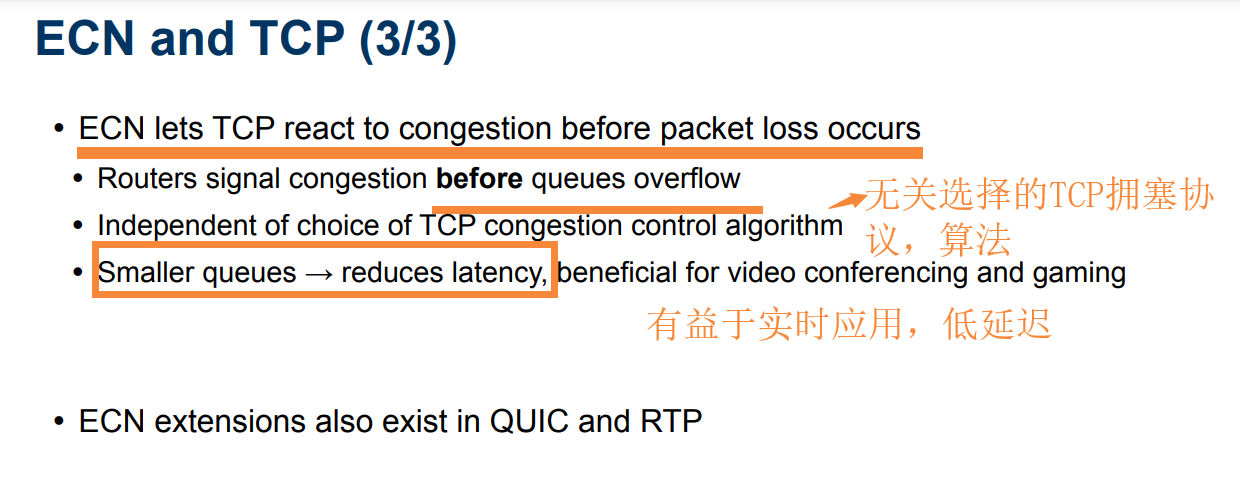 ECN and TCP (3/3)
• ECN lets TCP react to congestion before packet loss occurs
• Routers signal congestion before queues overflow
• Independent of choice of TCP congestion control algorithm
无关选择的TCP拥塞协
议，算法
• Smaller queues → reduces latency, beneficial for video conferencing and gaming
有益于实时应用，低延迟
• ECN extensions also exist in QUIC and RTP